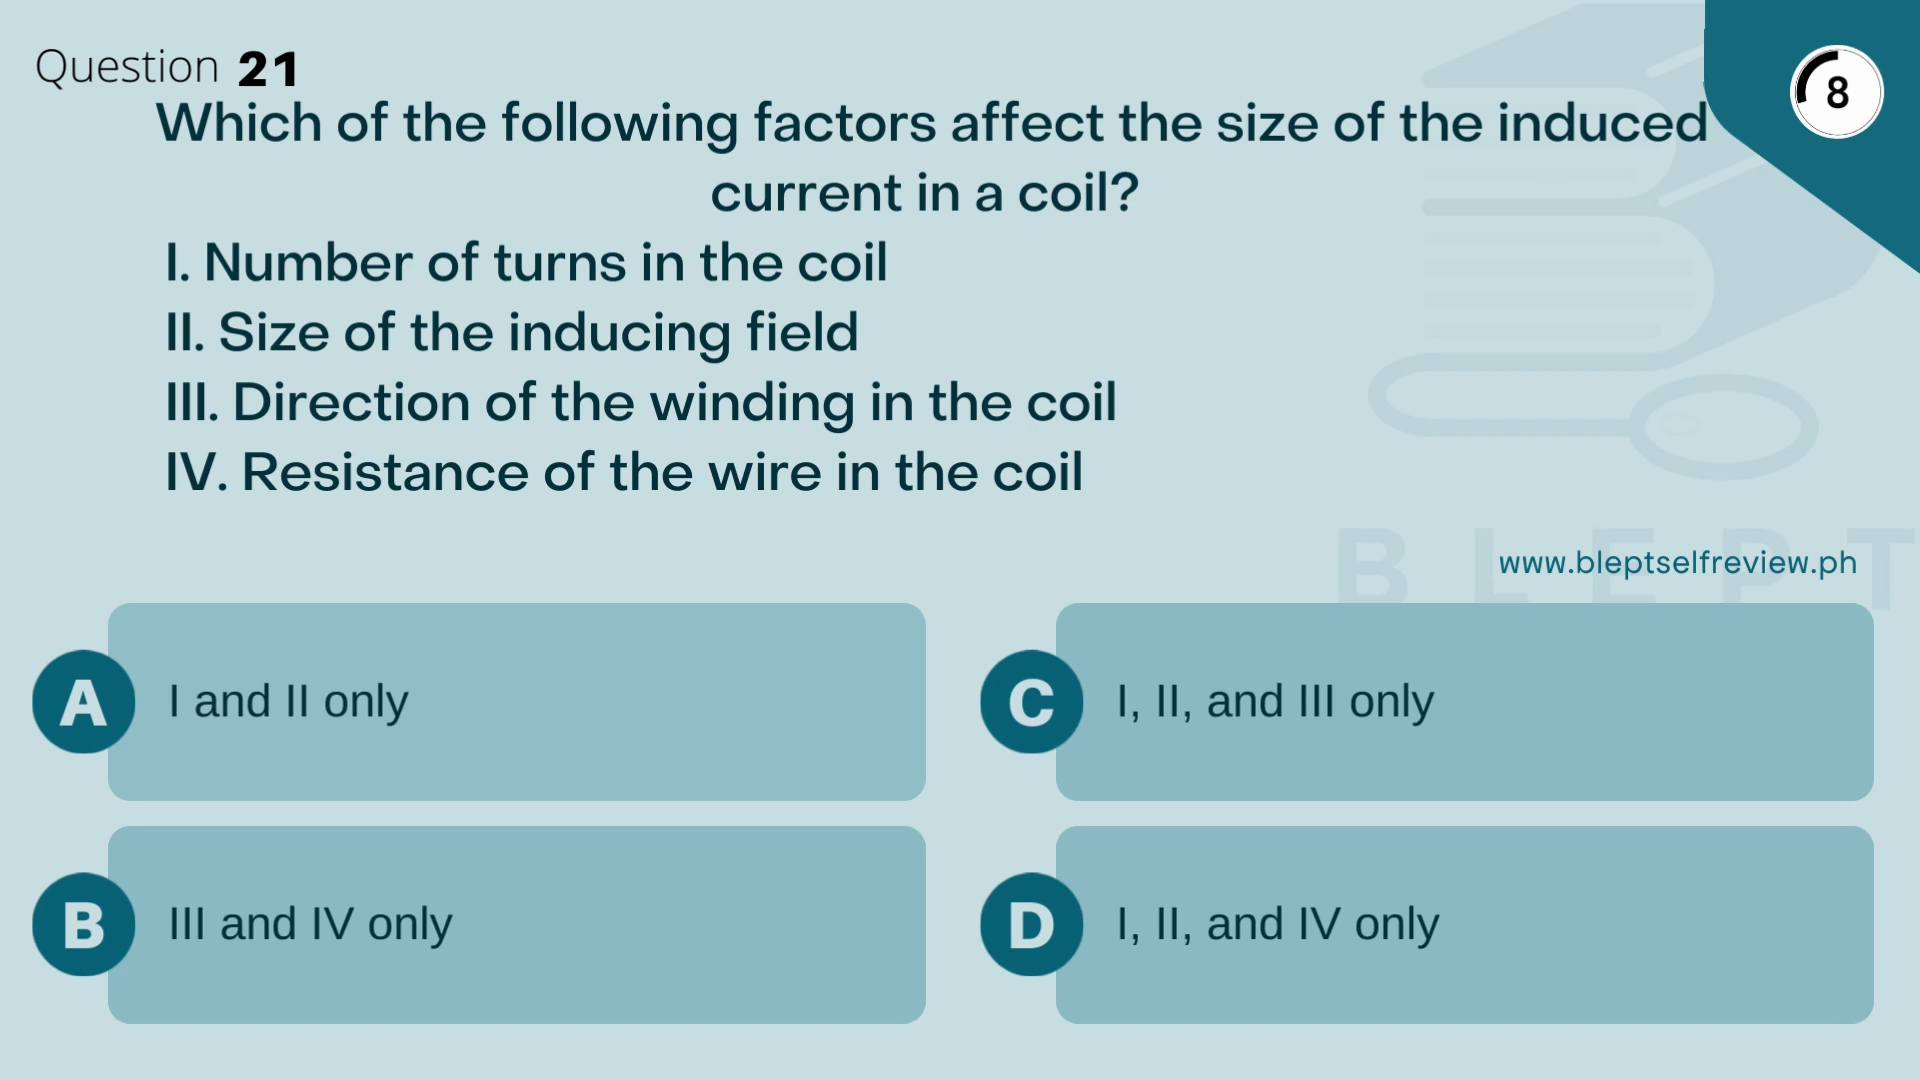 Question 21
8
Which of the following factors affect the size of the induced
current in a coil?
I. Number of turns in the coil
II. Size of the inducing field
III. Direction of the winding in the coil
IV. Resistance of the wire in the coil
BLEPT
www.bleptselfreview.ph
A I and II only
C I, II, and III only
B III and IV only
D I, II, and IV only